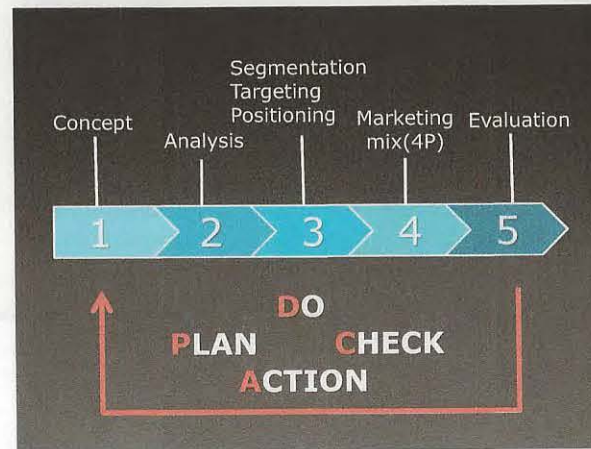 Concept
Analysis
Segmentation
Targeting
Positioning
Marketing
mix(4P)
Evaluation
1 2 3 4 5
DO
PLAN CHECK
ACTION